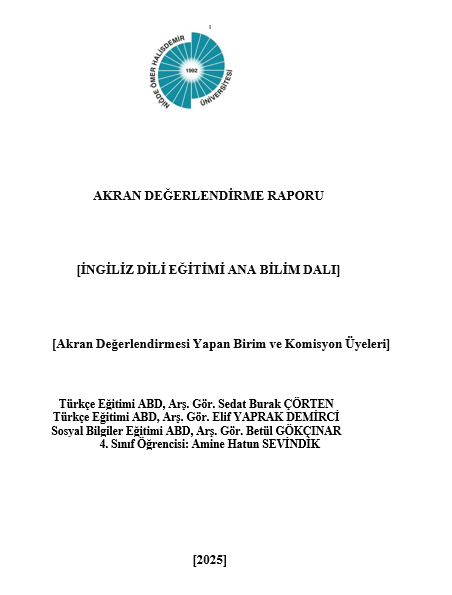 NİĞDE ÖMER HALİSDEMİR ÜNİVERSİTESİ
1992
AKRAN DEĞERLENDİRME RAPORU
[İNGİLİZ DİLİ EĞİTİMİ ANA BİLİM DALI]
[Akran Değerlendirmesi Yapan Birim ve Komisyon Üyeleri]
Türkçe Eğitimi ABD, Arş. Gör. Sedat Burak ÇÖRTEN
Türkçe Eğitimi ABD, Arş. Gör. Elif YAPRAK DEMİRCİ
Sosyal Bilgiler Eğitimi ABD, Arş. Gör. Betül GÖKÇINAR
4. Sınıf Öğrencisi: Amine Hatun SEVİNDİK
[2025]